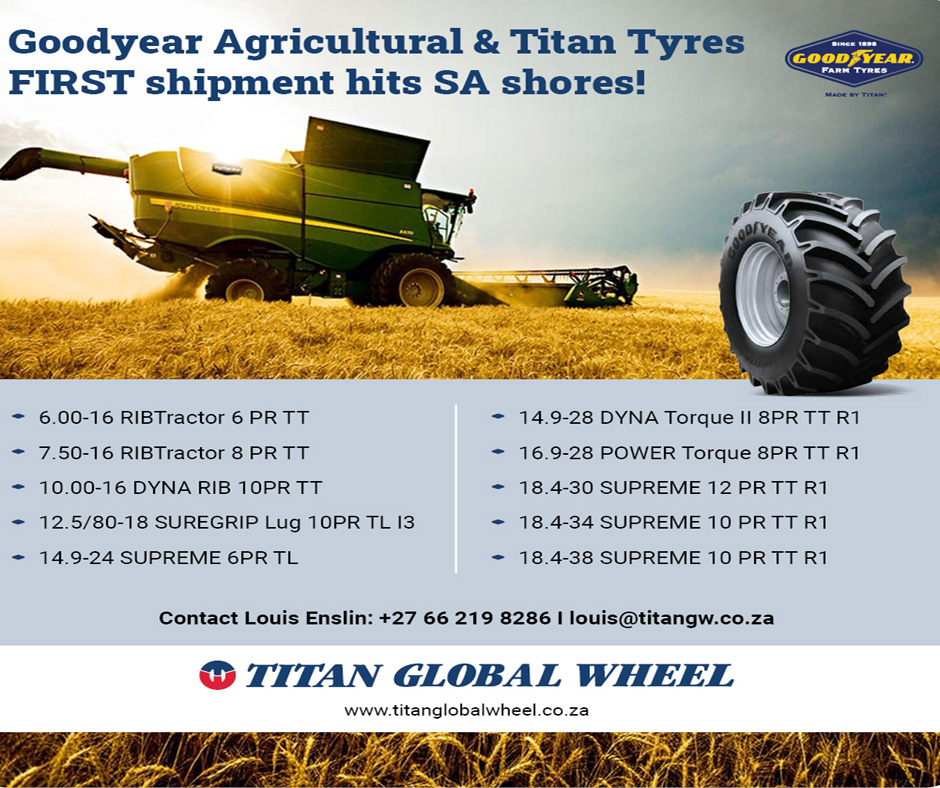 Goodyear Agricultural & Titan Tyres
FIRST shipment hits SA shores!
SINCE 1898
GOODYEAR
FARM TYRES
MADE BY TITAN
JOHN DEERE
S670
GOODYEAR
6.00-16 RIBTractor 6 PR TT
7.50-16 RIBTractor 8 PR TT
10.00-16 DYNA RIB 10PR TT
12.5/80-18 SUREGRIP Lug 10PR TL I3
14.9-24 SUPREME 6PR TL
14.9-28 DYNA Torque II 8PR TT R1
16.9-28 POWER Torque 8PR TT R1
18.4-30 SUPREME 12 PR TT R1
18.4-34 SUPREME 10 PR TT R1
18.4-38 SUPREME 10 PR TT R1
Contact Louis Enslin: +27 66 219 8286 I louis@titangw.co.za
TITAN GLOBAL WHEEL
www.titanglobalwheel.co.za